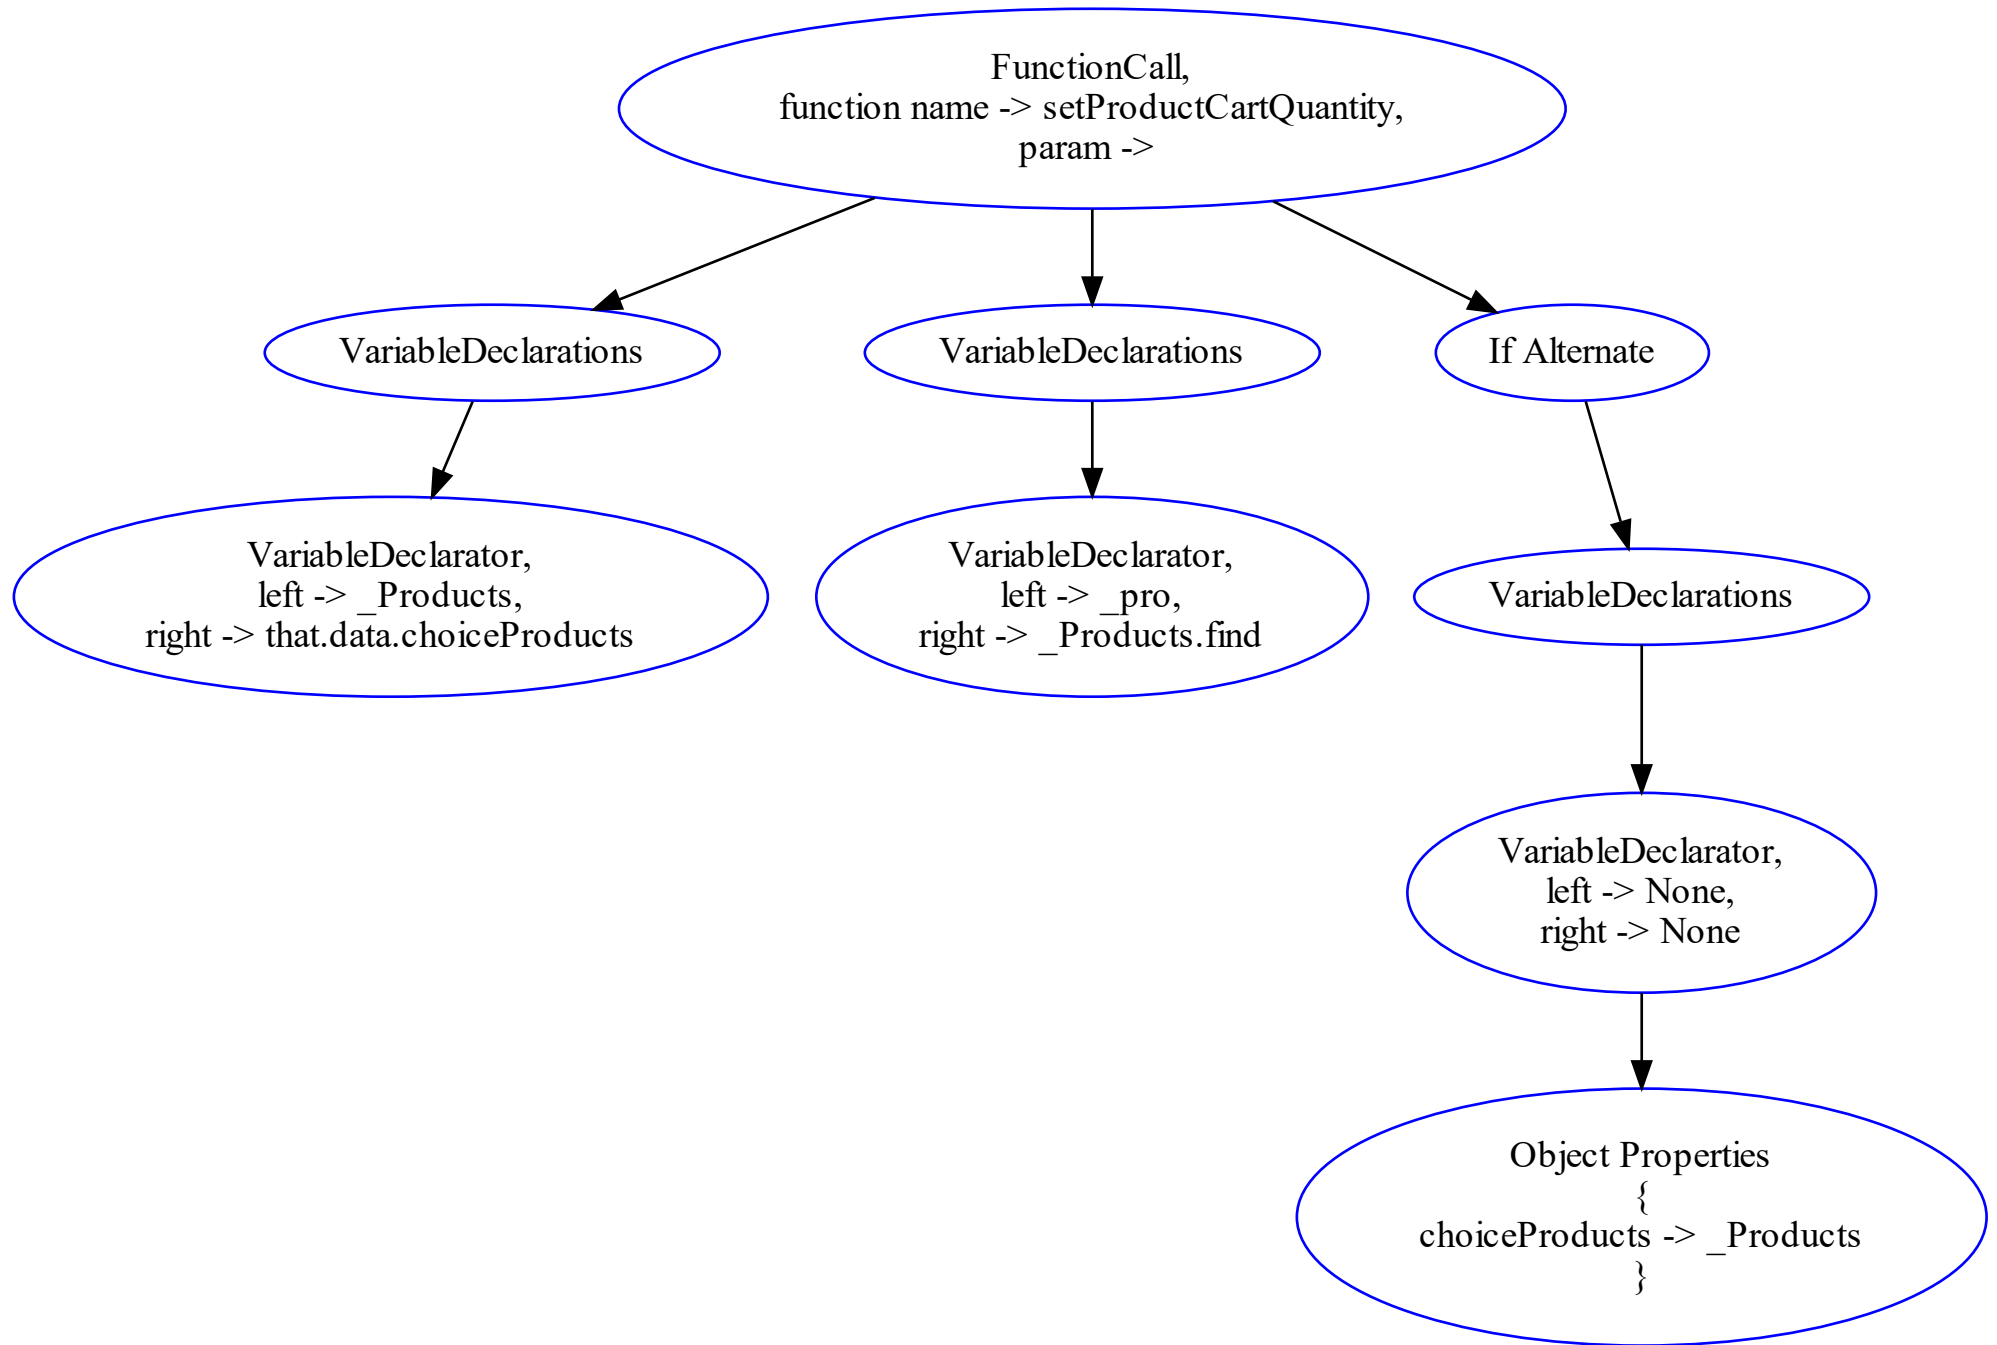 FunctionCall,
function name -> setProductCartQuantity,
param ->
VariableDeclarations
VariableDeclarations
If Alternate
VariableDeclarator,
left -> _Products,
right -> that.data.choiceProducts
VariableDeclarator,
left -> _pro,
right -> _Products.find
VariableDeclarations
VariableDeclarator,
left -> None,
right -> None
Object Properties
{
choiceProducts -> _Products
}